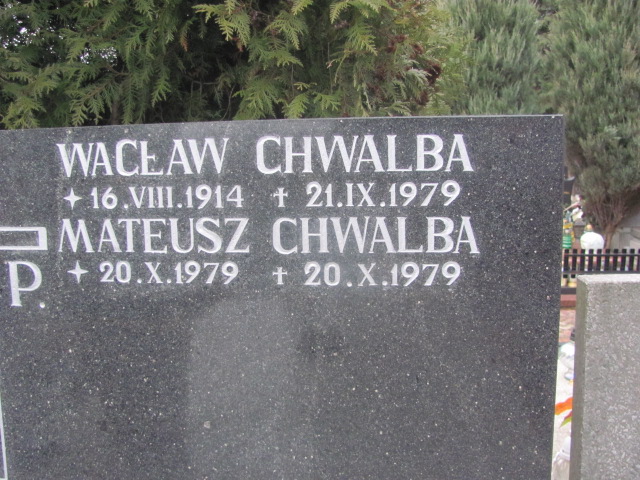 WACŁAW CHWALBA
16.VIII.1914 † 21.IX.1979
MATEUSZ CHWALBA
20.X.1979 † 20.X.1979
P.